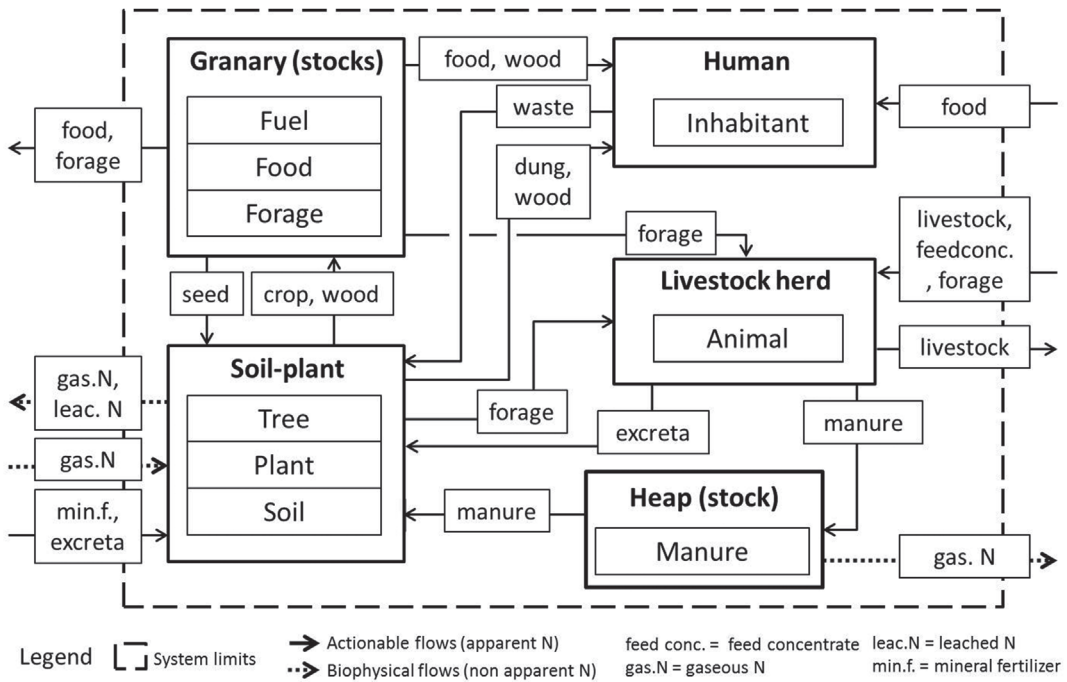 Granary (stocks)
Fuel
Food
Forage
food, wood
Human
Inhabitant
waste
food
food,
forage
dung,
wood
forage
livestock,
feedconc.
, forage
Livestock herd
Animal
livestock
seed
crop, wood
Soil-plant
Tree
Plant
Soil
gas.N,
leac. N
gas.N
min.f.,
excreta
forage
excreta
manure
Heap (stock)
Manure
manure
gas. N
Legend
System limits
Actionable flows (apparent N)
Biophysical flows (non apparent N)
feed conc. = feed concentrate
gas.N = gaseous N
leac.N = leached N
min.f. = mineral fertilizer